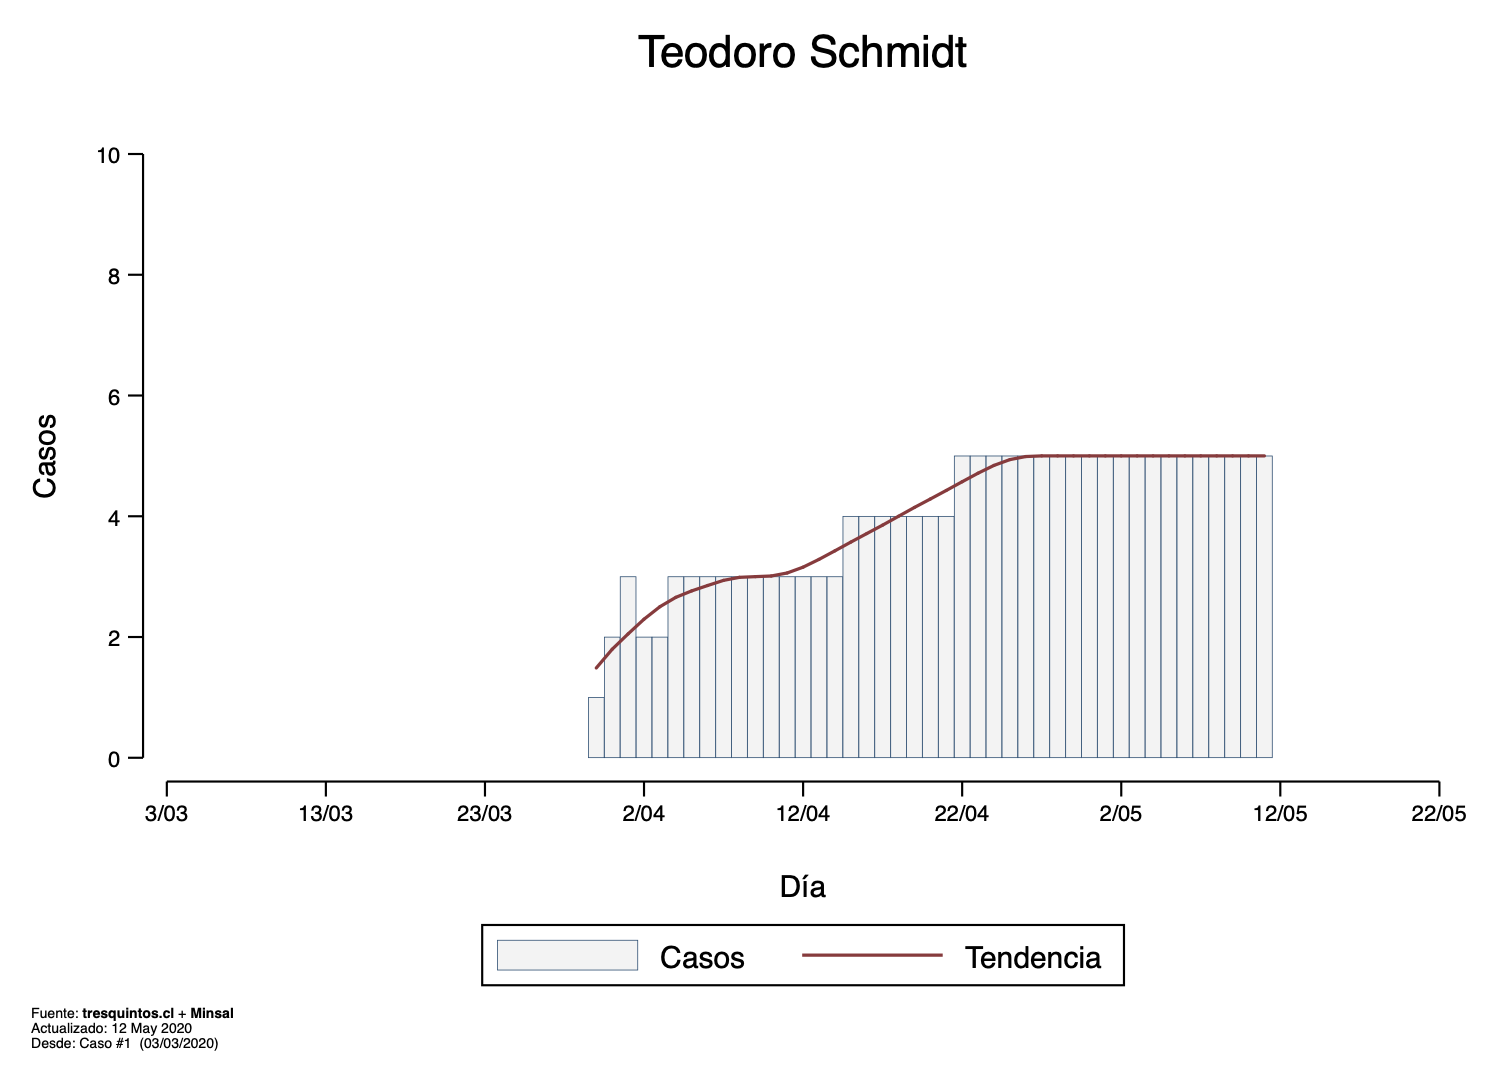 Teodoro Schmidt
10
8
6
4
2
0
Casos
3/03 13/03 23/03 2/04 12/04 22/04 2/05 12/05 22/05
Día
Casos Tendencia
Fuente: tresquintos.cl + Minsal
Actualizado: 12 May 2020
Desde: Caso #1 (03/03/2020)